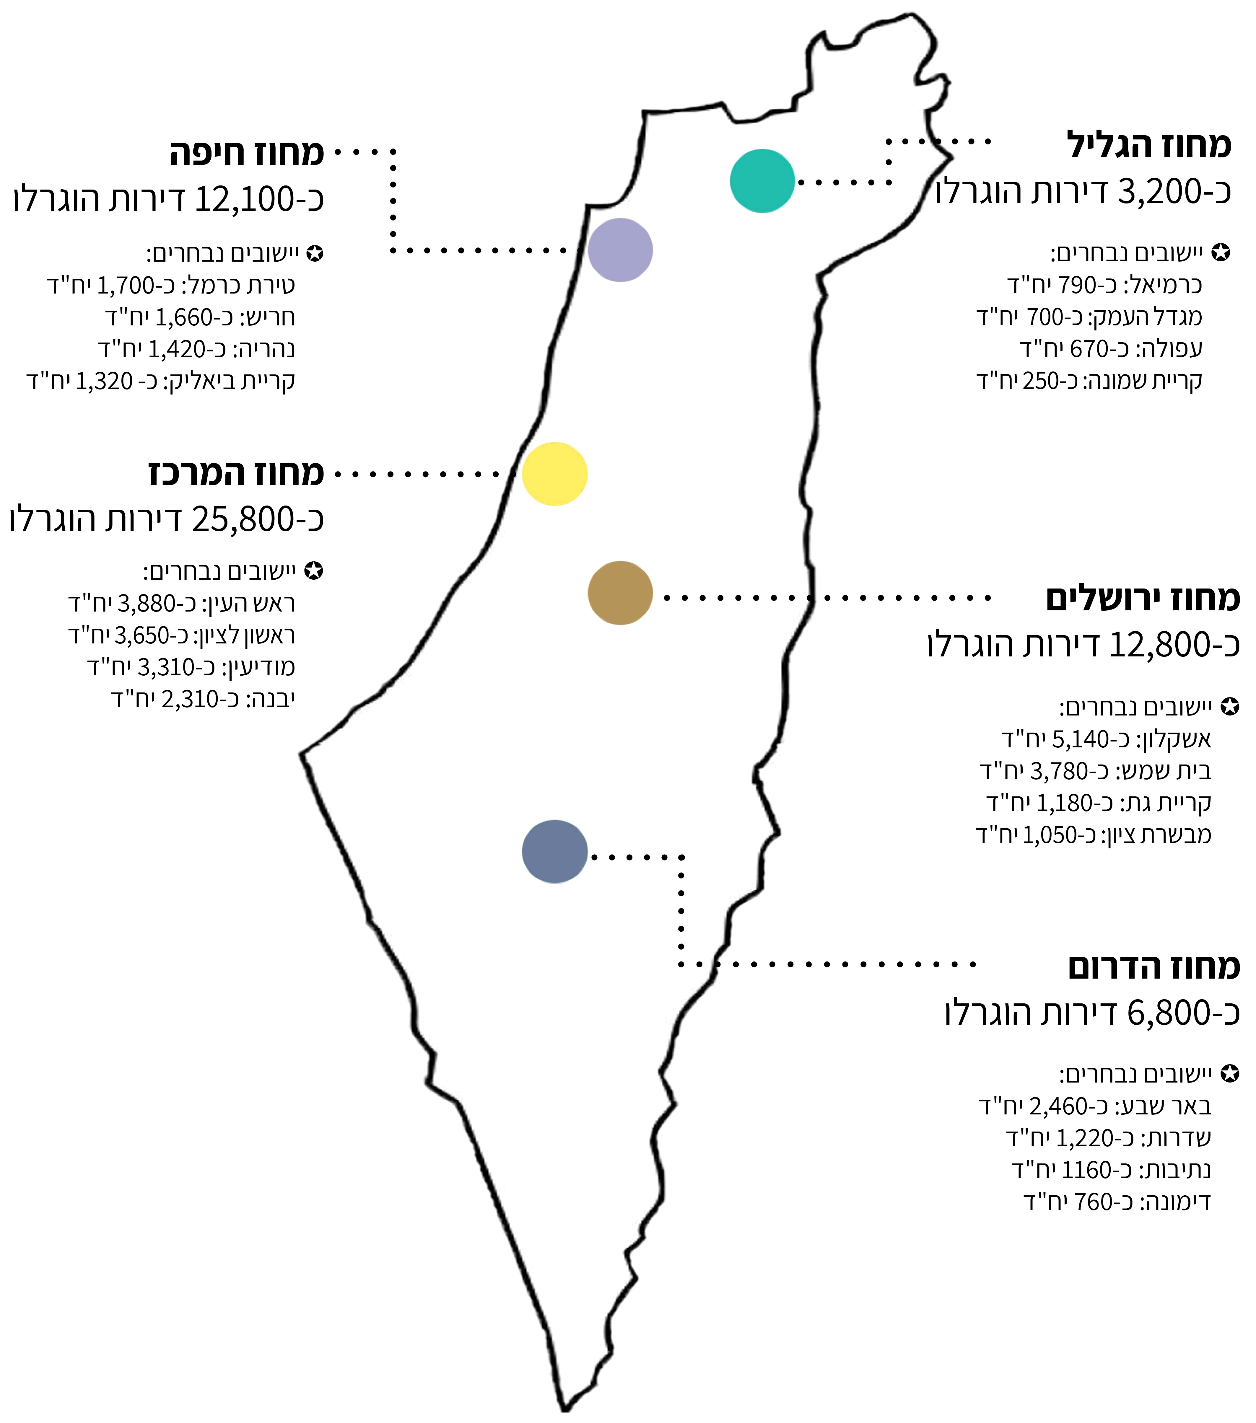 מחוז הגליל
כ-3,200 דירות הוגרלו
✪ יישובים נבחרים:
כרמיאל: כ-790 יח"ד
מגדל העמק: כ-700 יח"ד
עפולה: כ-670 יח"ד
קריית שמונה: כ-250 יח"ד
מחוז חיפה
כ-12,100 דירות הוגרלו
✪ יישובים נבחרים:
טירת כרמל: כ-1,700 יח"ד
חריש: כ-1,660 יח"ד
נהריה: כ-1,420 יח"ד
קריית ביאליק: כ- 1,320 יח"ד
מחוז המרכז
כ-25,800 דירות הוגרלו
✪ יישובים נבחרים:
ראש העין: כ-3,880 יח"ד
ראשון לציון: כ-3,650 יח"ד
מודיעין: כ-3,310 יח"ד
יבנה: כ-2,310 יח"ד
מחוז ירושלים
כ-12,800 דירות הוגרלו
✪ יישובים נבחרים:
אשקלון: כ-5,140 יח"ד
בית שמש: כ-3,780 יח"ד
קריית גת: כ-1,180 יח"ד
מבשרת ציון: כ-1,050 יח"ד
מחוז הדרום
כ-6,800 דירות הוגרלו
✪ יישובים נבחרים:
באר שבע: כ-2,460 יח"ד
שדרות: כ-1,220 יח"ד
נתיבות: כ-1160 יח"ד
דימונה: כ-760 יח"ד